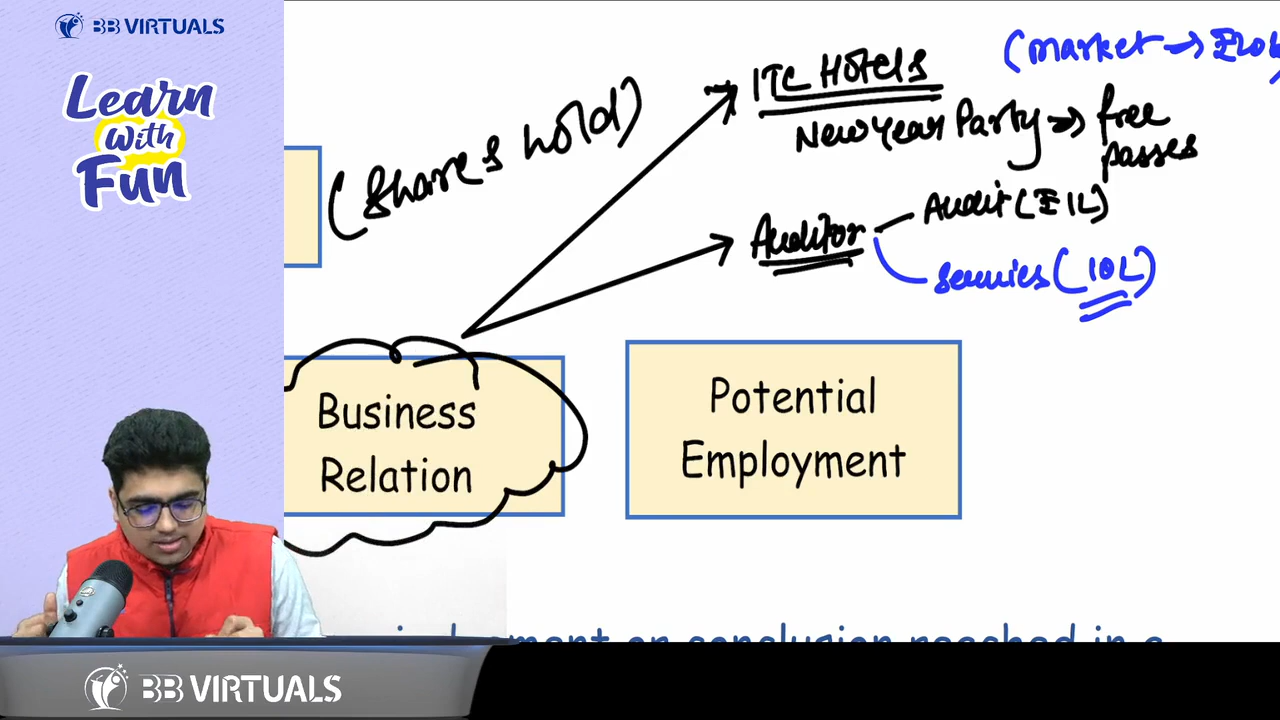 BB VIRTUALS
Learn
With
Fun
(Shares hold)
ITC Hotels
(market → ₹20L
New Year Party → free
passes
Auditor
Audit (₹1L)
Services (10L)
Business
Relation
Potential
Employment
BB VIRTUALS